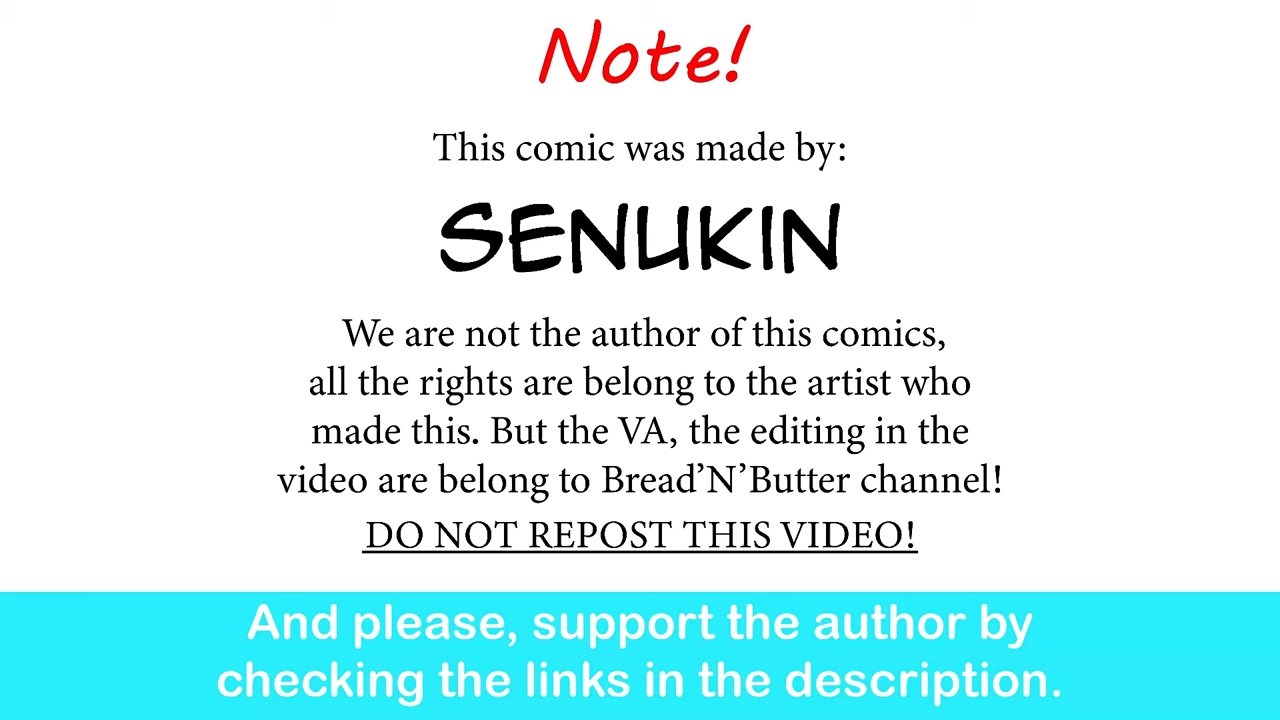 Note!
This comic was made by:
SENUKIN
We are not the author of this comics,
all the rights are belong to the artist who
made this. But the VA, the editing in the
video are belong to Bread’N’Butter channel!
DO NOT REPOST THIS VIDEO!
And please, support the author by
checking the links in the description.